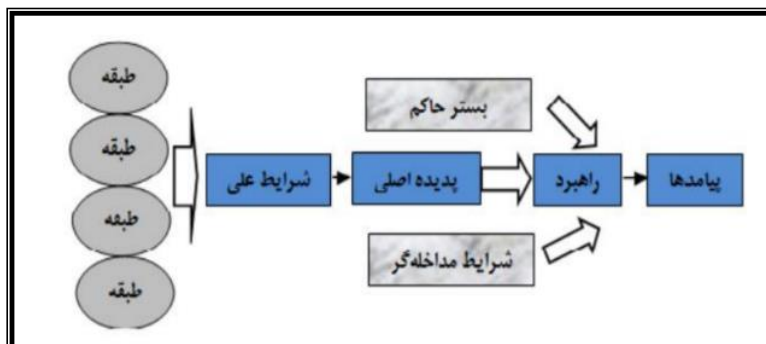 طبقه
طبقه
طبقه
طبقه
بستر حاکم
شرایط علی
پدیده اصلی
راهبرد
پیامدها
شرایط مداخله‌گر